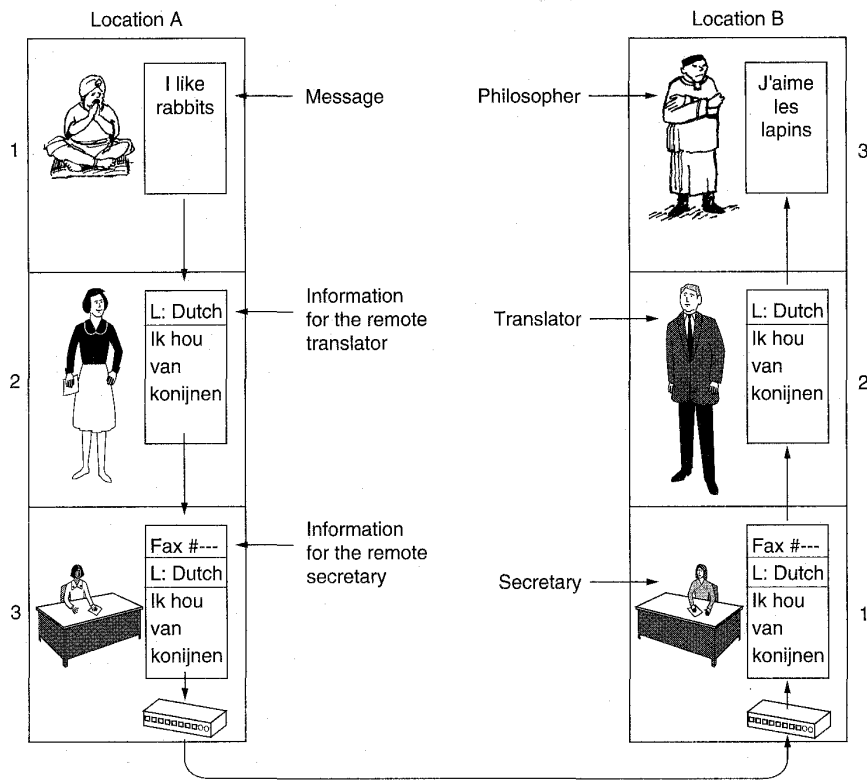 Location A
Location B
1
I like
rabbits
Message
Philosopher
J'aime
les
lapins
3
2
L: Dutch
Ik hou
van
konijnen
Information
for the remote
translator
Translator
L: Dutch
Ik hou
van
konijnen
2
3
Fax #---
L: Dutch
Ik hou
van
konijnen
Information
for the remote
secretary
Secretary
Fax #---
L: Dutch
Ik hou
van
konijnen
1